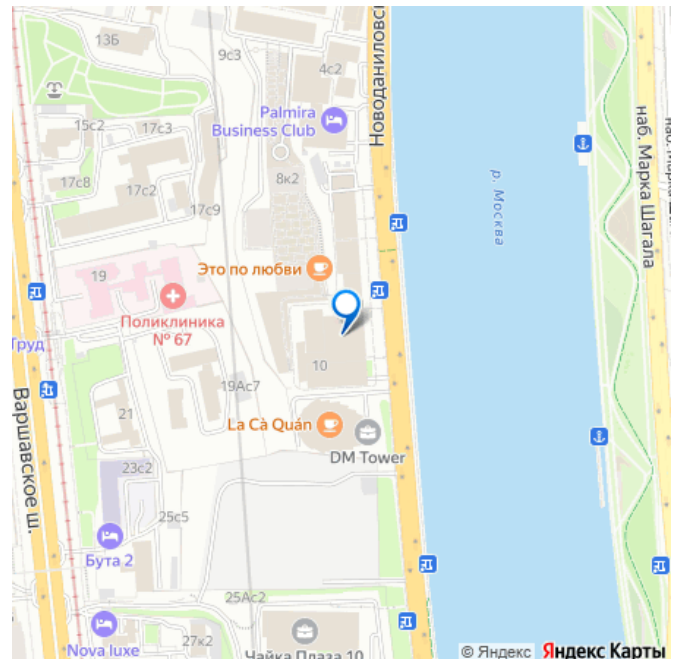 13Б
9с3
4с2
Новоданиловс
Palmira
Business Club
15с2
17с3
17с8
17с2
8к2
17с9
р. Москва
наб. Марка Шагала
19
Это по любви
Поликлиника
№ 67
Труд
10
19Ас7
Варшавское ш.
21
La Cà Quán
DM Tower
23с2
25с5
Бута 2
25Ас2
27к2
Nova luxe
Чайка Плаза 10
© Яндекс Яндекс Карты